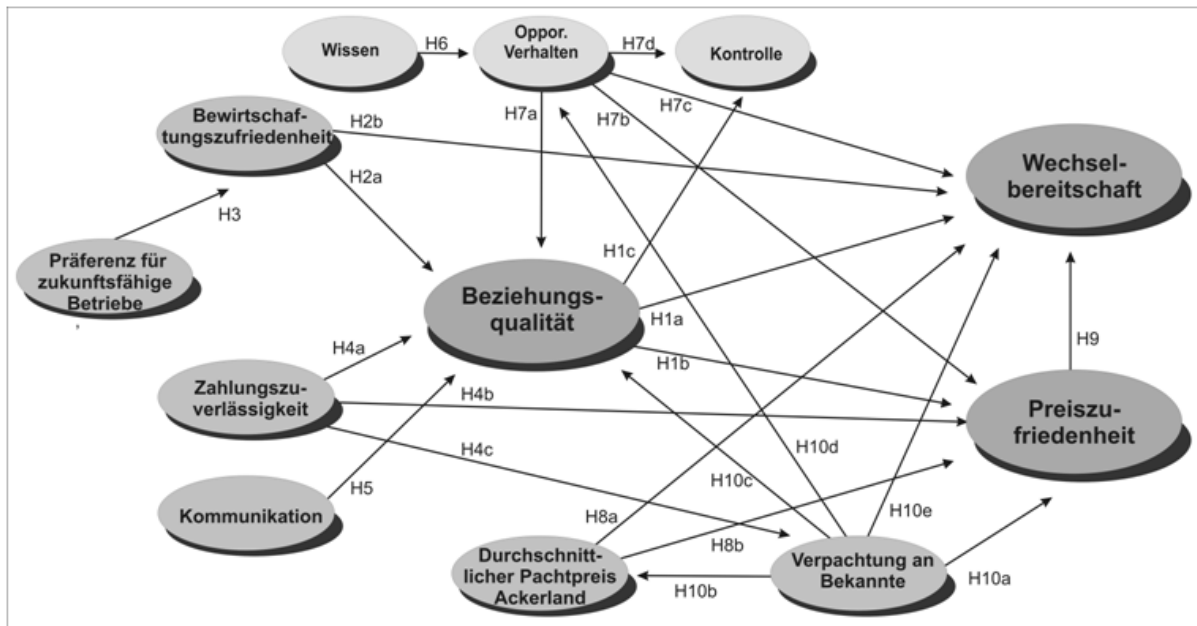 Wissen
H6
Oppor.
Verhalten
H7d
Kontrolle
H7a
H7b
H7c
Bewirtschaf-
tungszufriedenheit
H2b
H2a
H3
Wechsel-
bereitschaft
Präferenz für
zukunftsfähige
Betriebe
,
H1c
Beziehungs-
qualität
H1a
H1b
H9
H4a
Zahlungszu-
verlässigkeit
H4b
H4c
Preiszu-
friedenheit
H10d
H10c
H5
Kommunikation
H8a
H10e
H8b
Durchschnitt-
licher Pachtpreis
Ackerland
H10b
Verpachtung an
Bekannte
H10a